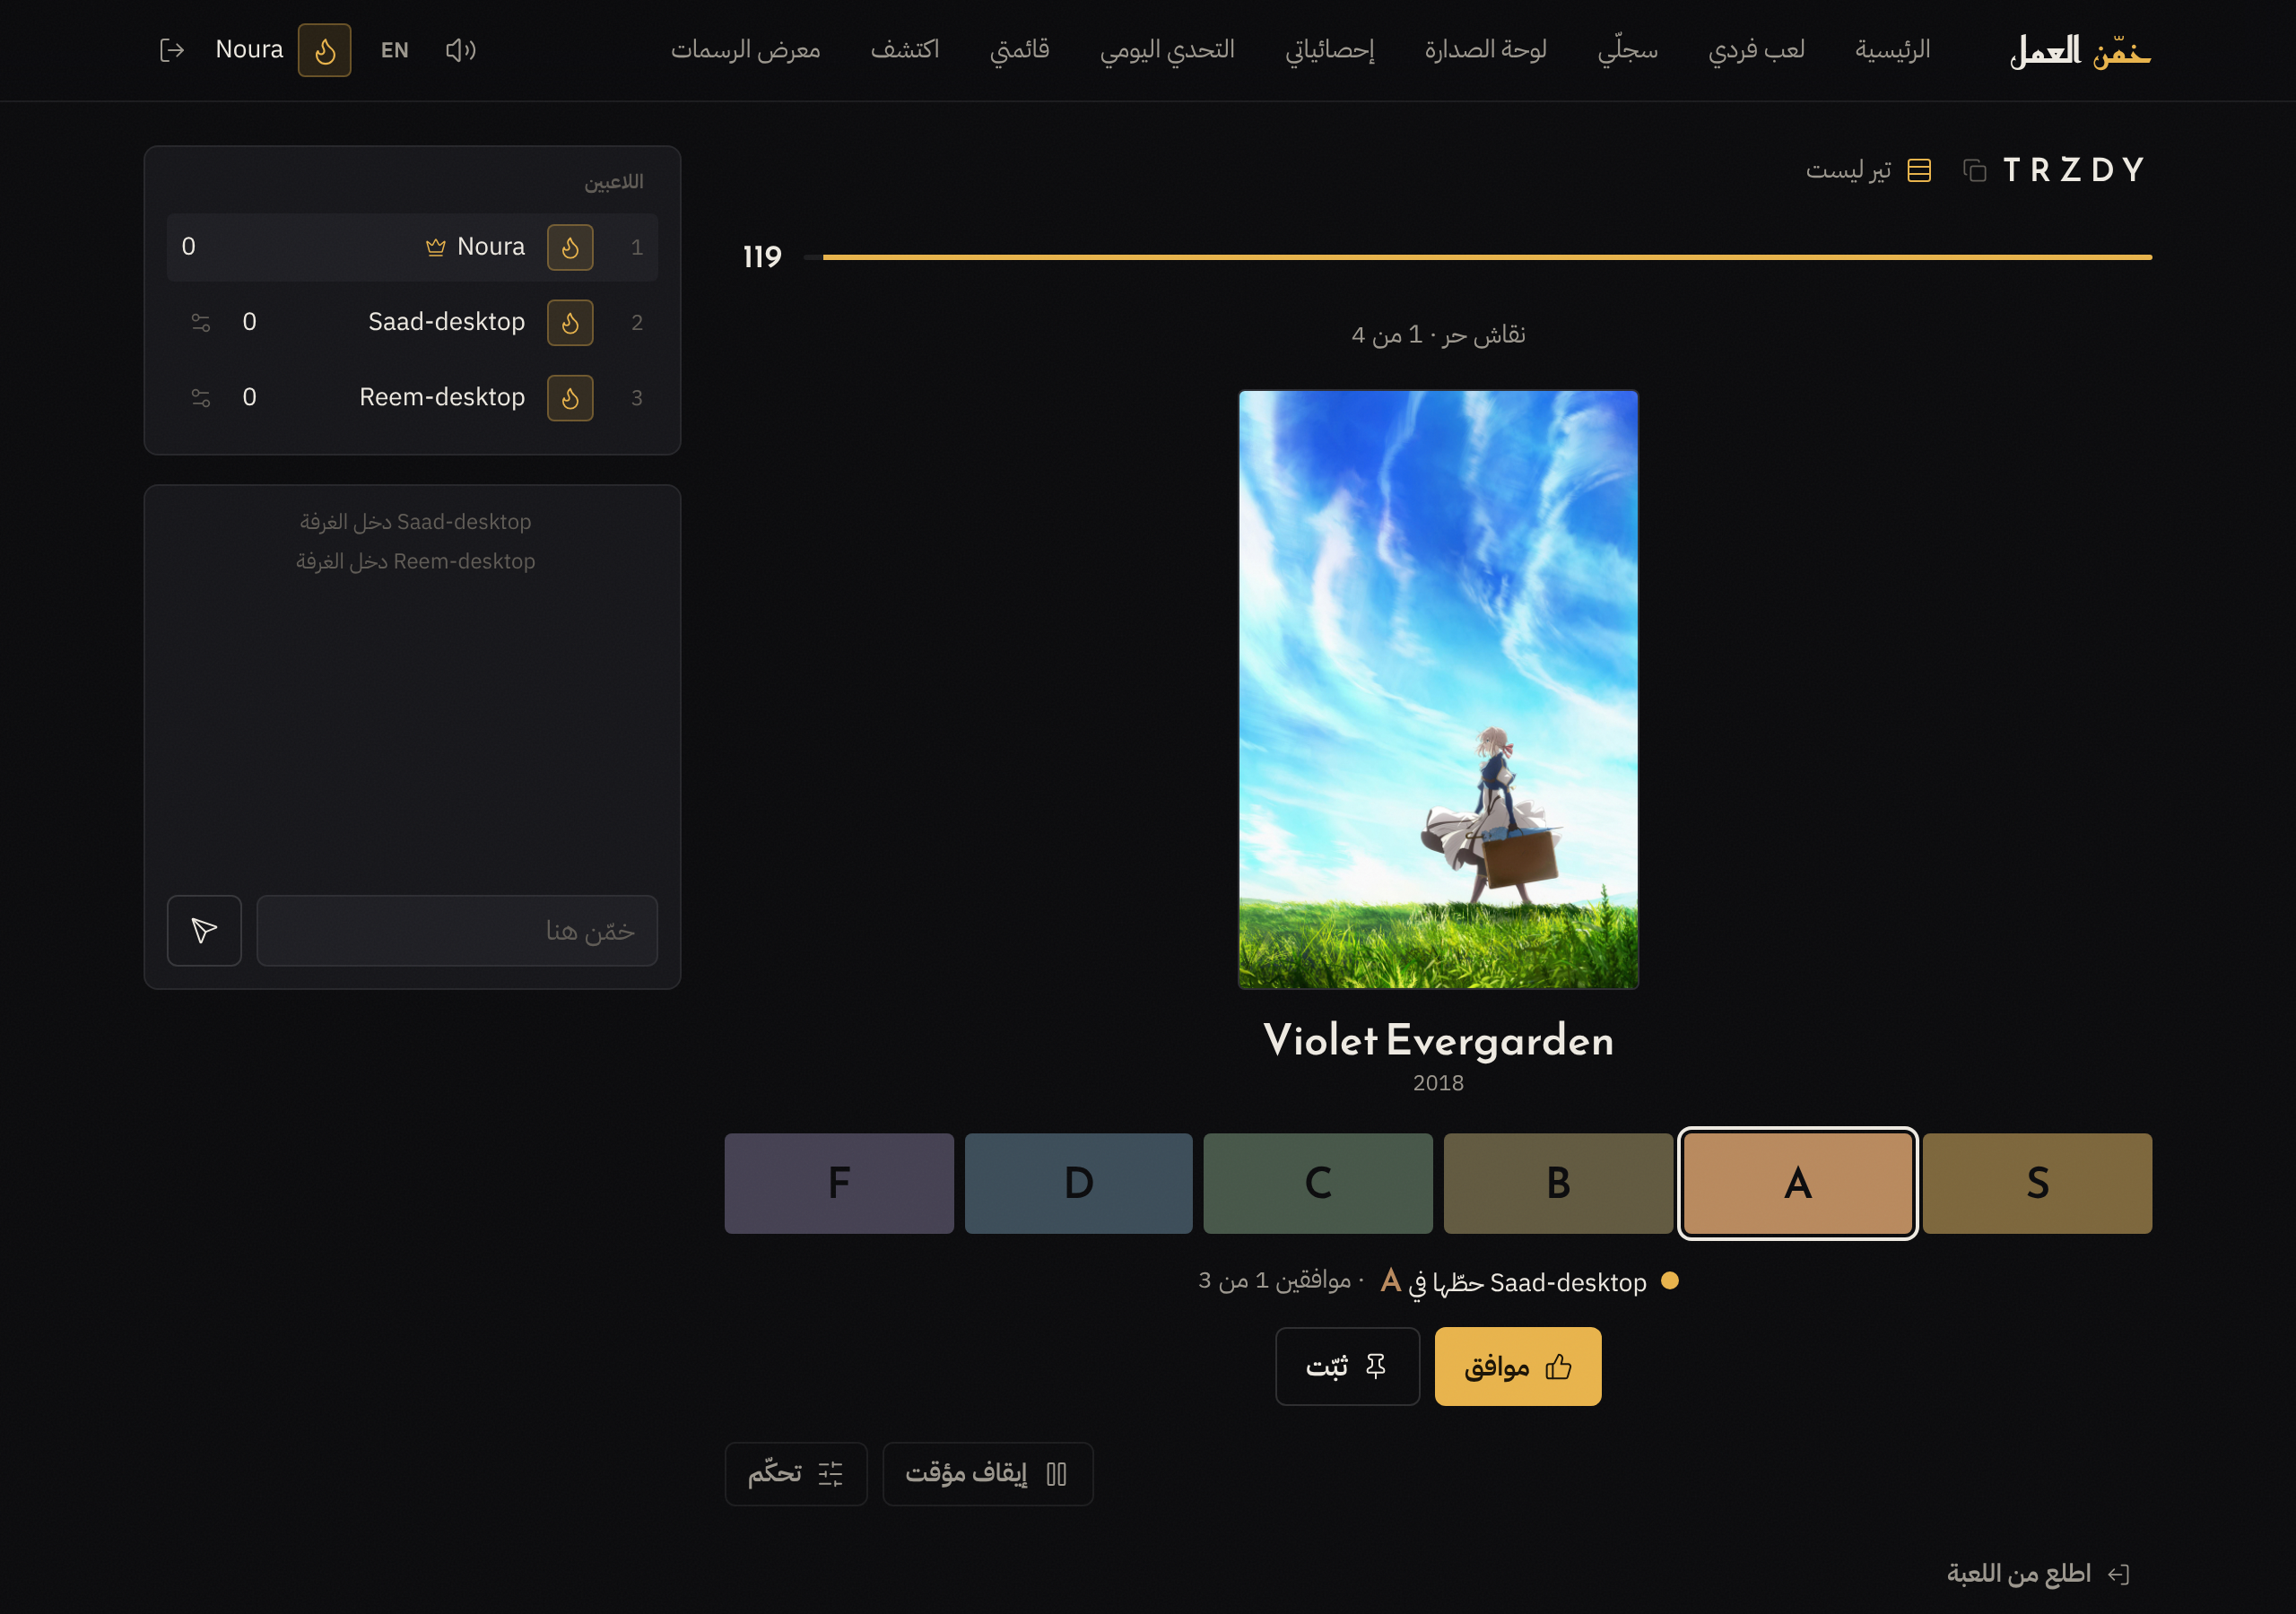 خمّن العمل
الرئيسية لعب فردي سجلّي لوحة الصدارة إحصائياتي التحدي اليومي قائمتي اكتشف معرض الرسمات
EN Noura
TRZDY تير ليست
119
نقاش حر · 1 من 4
Violet Evergarden
2018
S A B C D F
Saad-desktop حطّها في A · موافقين 1 من 3
موافق ثبّت
إيقاف مؤقت تحكّم
اطلع من اللعبة
اللاعبين
1 Noura 0
2 Saad-desktop 0
3 Reem-desktop 0
Saad-desktop دخل الغرفة
Reem-desktop دخل الغرفة
خمّن هنا